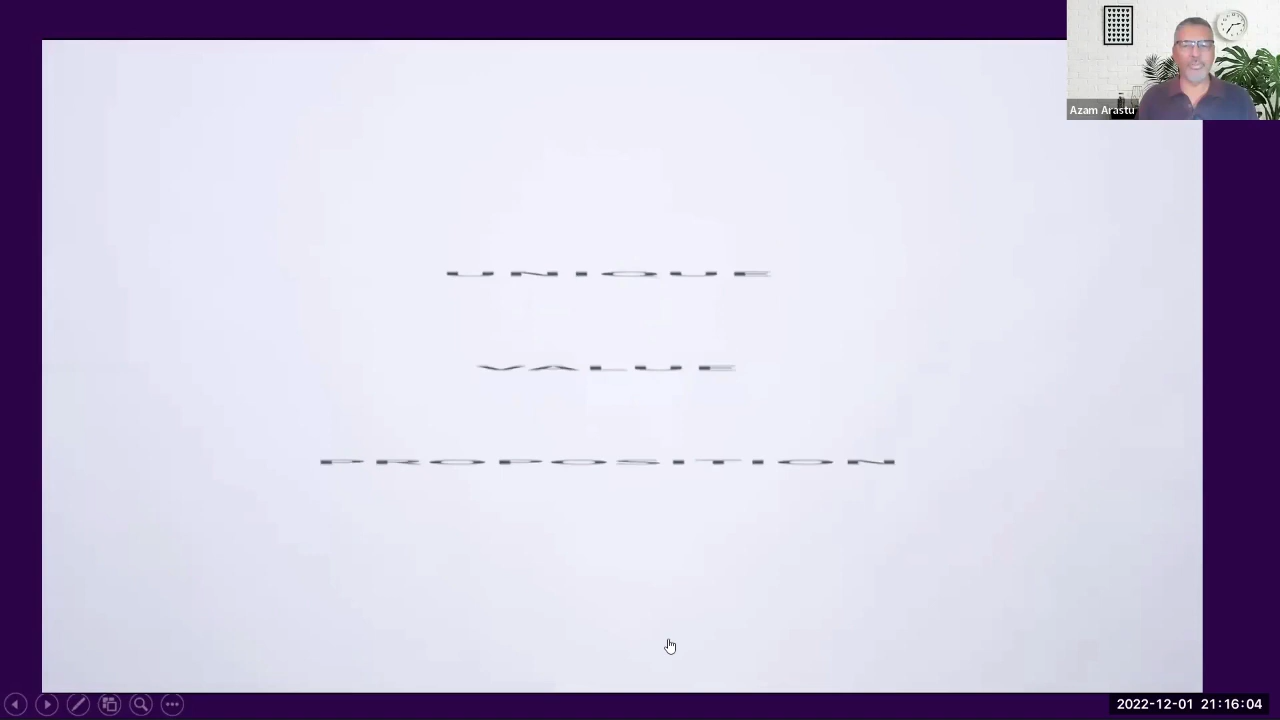 Azam Arastu
UNIQUE
VALUE
PROPOSITION
2022-12-01 21:16:04